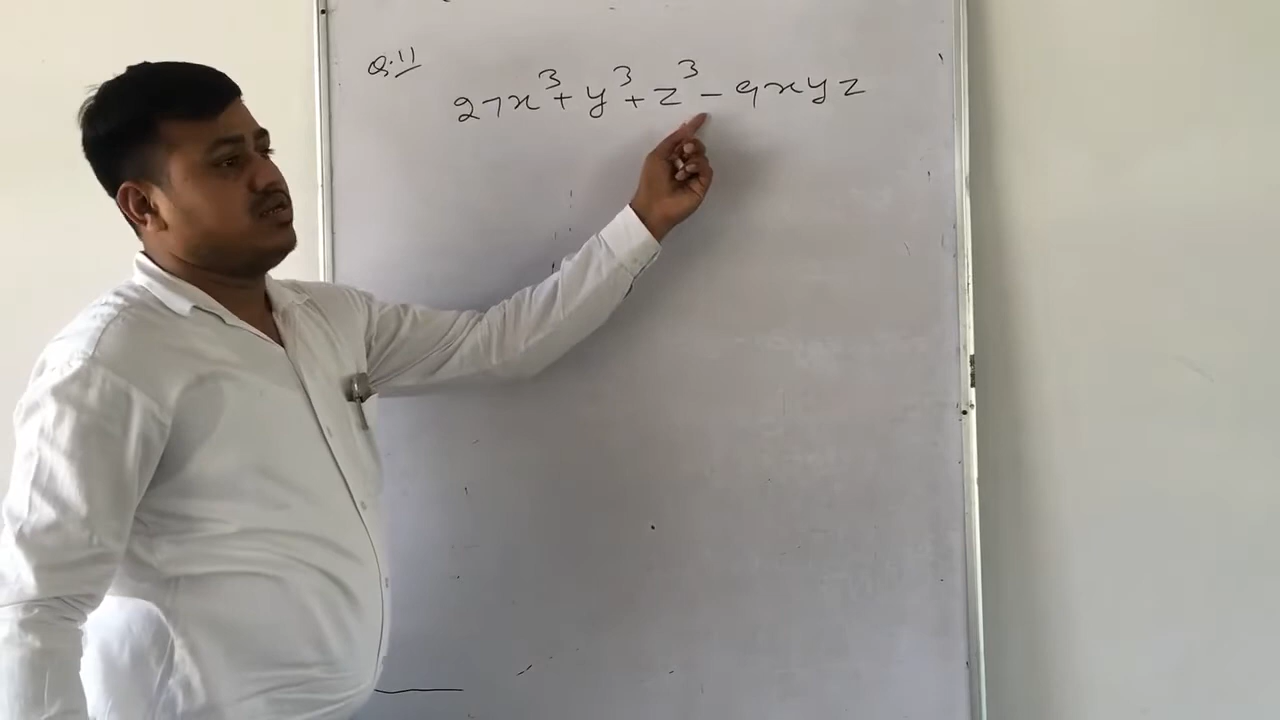 Q.11
27x³ + y³ + z³ - 9xyz